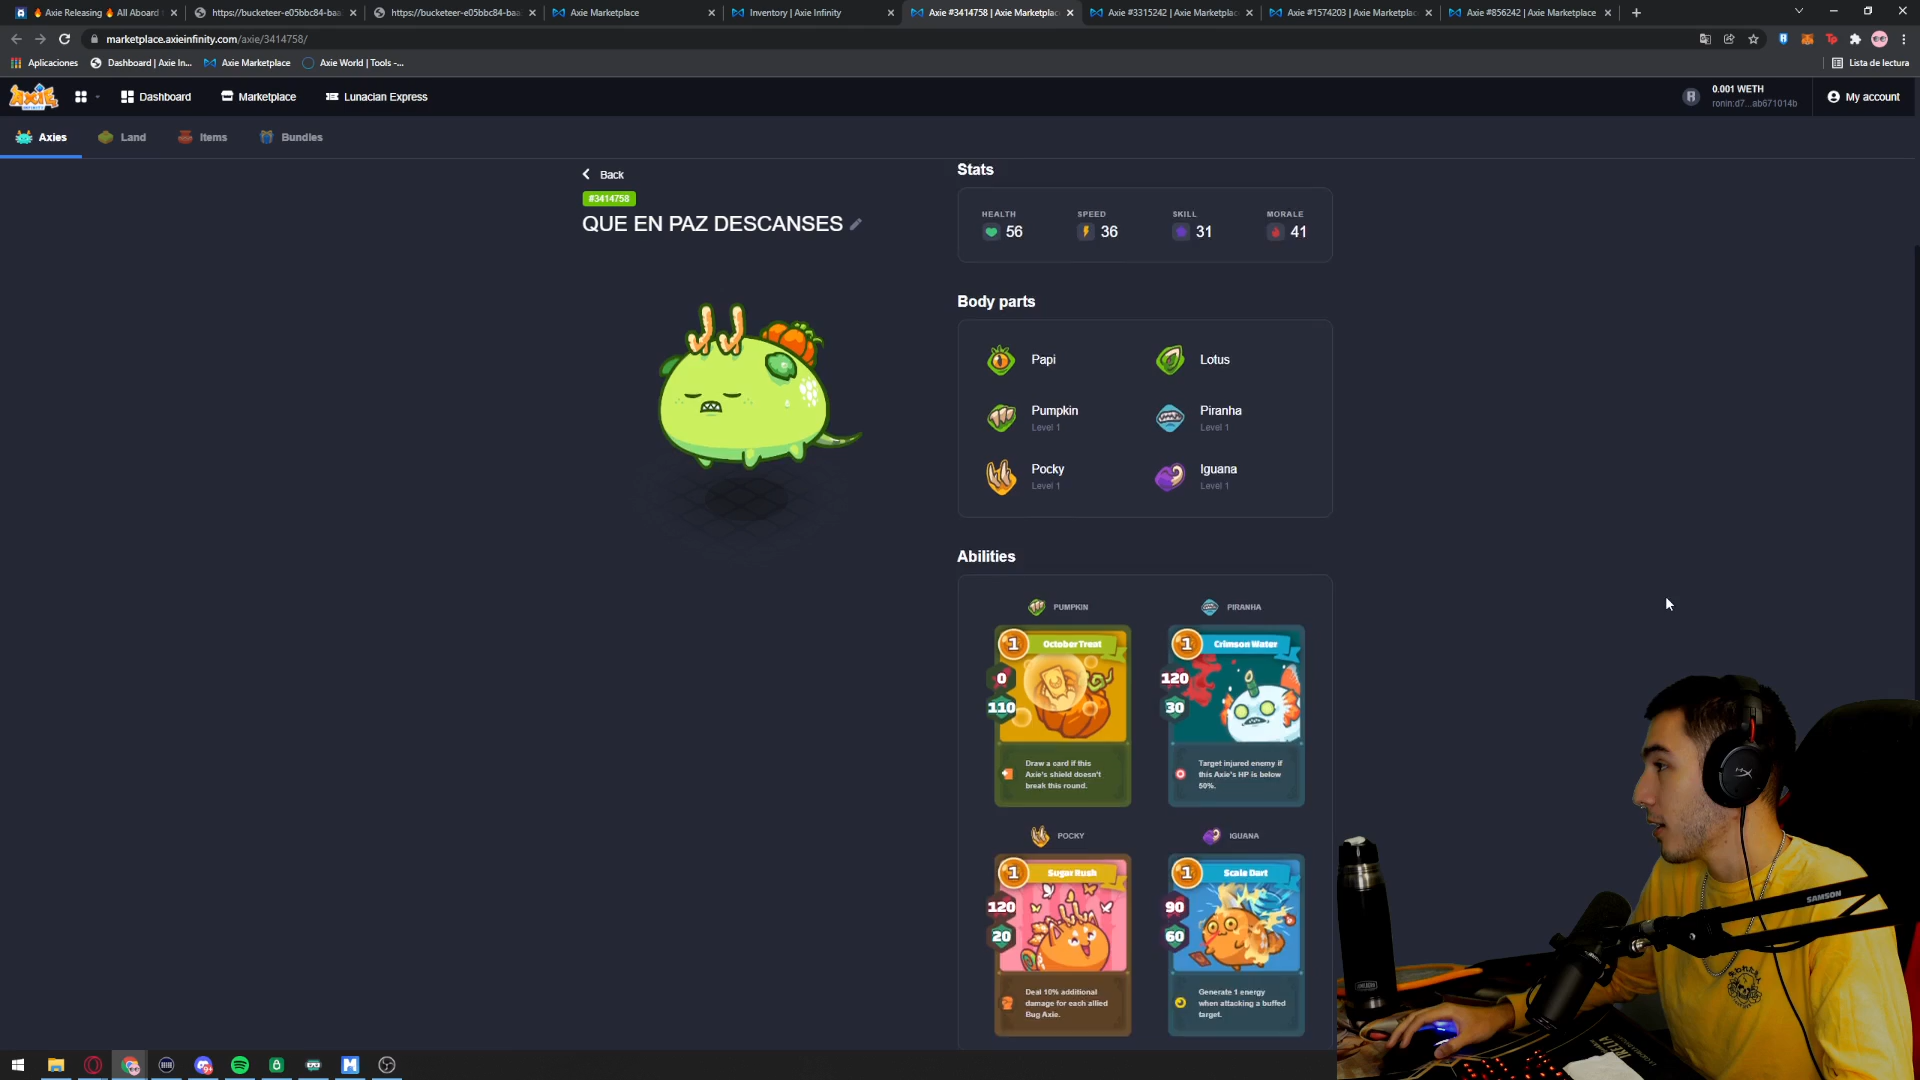 Axie Releasing 🔥 All Aboard
https://bucketeer-e05bbc84-baa
https://bucketeer-e05bbc84-baa
Axie Marketplace
Inventory | Axie Infinity
Axie #3414758 | Axie Marketplac
Axie #3315242 | Axie Marketplac
Axie #1574203 | Axie Marketplac
Axie #856242 | Axie Marketplace
marketplace.axieinfinity.com/axie/3414758/
Aplicaciones
Dashboard | Axie In...
Axie Marketplace
Axie World | Tools -...
Lista de lectura
AXIE
Dashboard
Marketplace
Lunacian Express
0.001 WETH
ronin:d7...ab671014b
My account
Axies
Land
Items
Bundles
Back
#3414758
QUE EN PAZ DESCANSES
Stats
HEALTH
SPEED
SKILL
MORALE
56
36
31
41
Body parts
Papi
Lotus
Pumpkin
Level 1
Piranha
Level 1
Pocky
Level 1
Iguana
Level 1
Abilities
PUMPKIN
1
October Treat
0
110
Draw a card if this
Axie's shield doesn't
break this round.
PIRANHA
1
Crimson Water
120
30
Target injured enemy if
this Axie's HP is below
50%.
POCKY
1
Sugar Rush
120
20
Deal 10% additional
damage for each allied
Bug Axie.
IGUANA
1
Scale Dart
90
60
Generate 1 energy
when attacking a buffed
target.
SAMSON